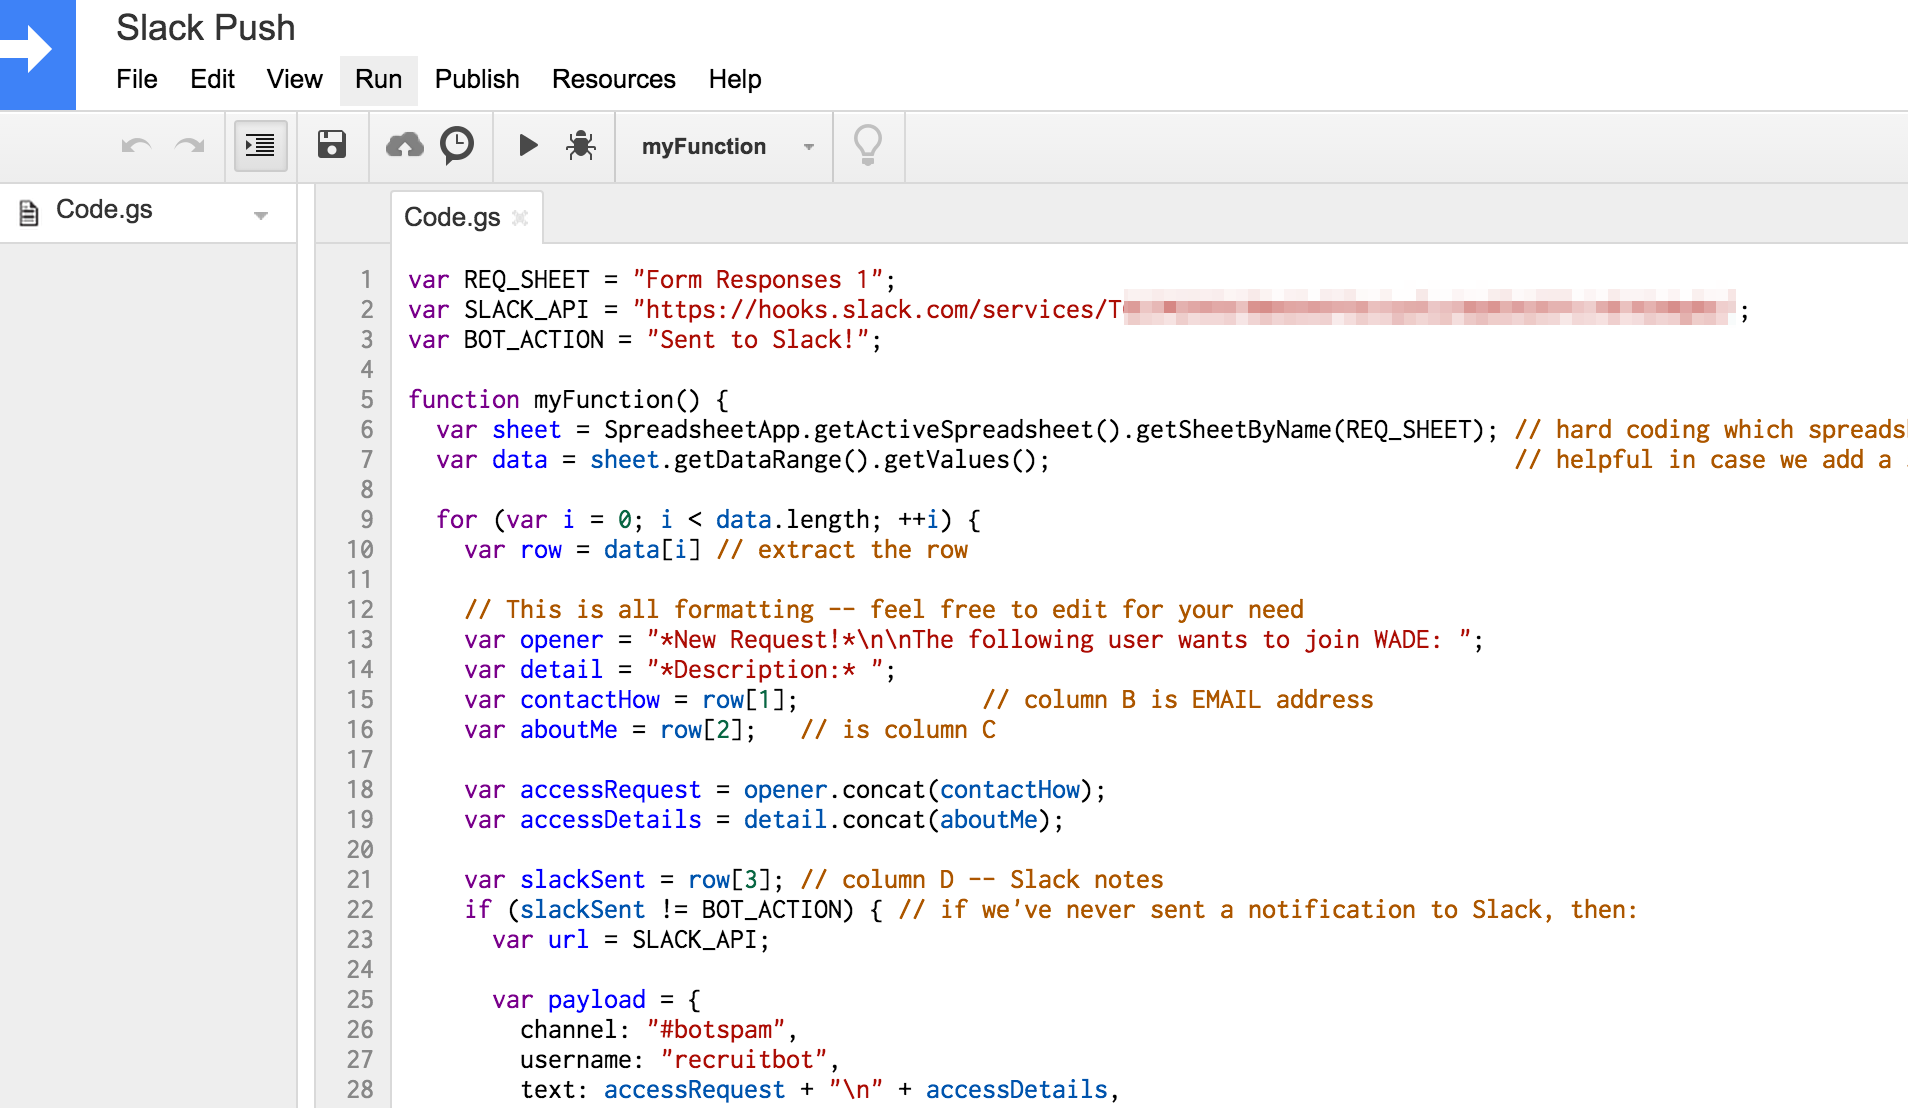 Slack Push
File Edit View Run Publish Resources Help
myFunction
Code.gs
Code.gs
1 var REQ_SHEET = "Form Responses 1";
2 var SLACK_API = "https://hooks.slack.com/services/T ;
3 var BOT_ACTION = "Sent to Slack!";
4
5 function myFunction() {
6 var sheet = SpreadsheetApp.getActiveSpreadsheet().getSheetByName(REQ_SHEET); // hard coding which
7 var data = sheet.getDataRange().getValues(); // helpful in case we add a
8
9 for (var i = 0; i < data.length; ++i) {
10 var row = data[i] // extract the row
11
12 // This is all formatting -- feel free to edit for your need
13 var opener = "*New Request!*\n\nThe following user wants to join WADE: ";
14 var detail = "*Description:* ";
15 var contactHow = row[1]; // column B is EMAIL address
16 var aboutMe = row[2]; // is column C
17
18 var accessRequest = opener.concat(contactHow);
19 var accessDetails = detail.concat(aboutMe);
20
21 var slackSent = row[3]; // column D -- Slack notes
22 if (slackSent != BOT_ACTION) { // if we've never sent a notification to Slack, then:
23 var url = SLACK_API;
24
25 var payload = {
26 channel: "#botspam",
27 username: "recruitbot",
28 text: accessRequest + "\n" + accessDetails,